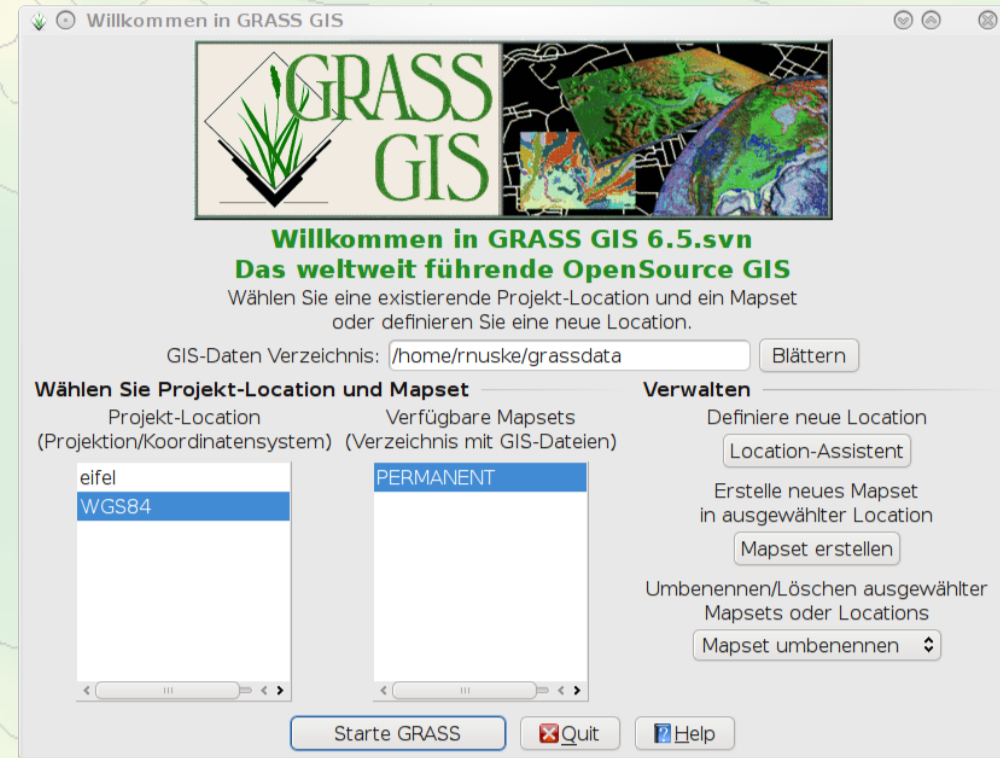 Willkommen in GRASS GIS
GRASS
GIS
Willkommen in GRASS GIS 6.5.svn
Das weltweit führende OpenSource GIS
Wählen Sie eine existierende Projekt-Location und ein Mapset
oder definieren Sie eine neue Location.
GIS-Daten Verzeichnis: /home/rnuske/grassdata Blättern
Wählen Sie Projekt-Location und Mapset
Projekt-Location
(Projektion/Koordinatensystem)
eifel
WGS84
Verfügbare Mapsets
(Verzeichnis mit GIS-Dateien)
PERMANENT
Verwalten
Definiere neue Location
Location-Assistent
Erstelle neues Mapset
in ausgewählter Location
Mapset erstellen
Umbenennen/Löschen ausgewählter
Mapsets oder Locations
Mapset umbenennen
Starte GRASS Quit Help